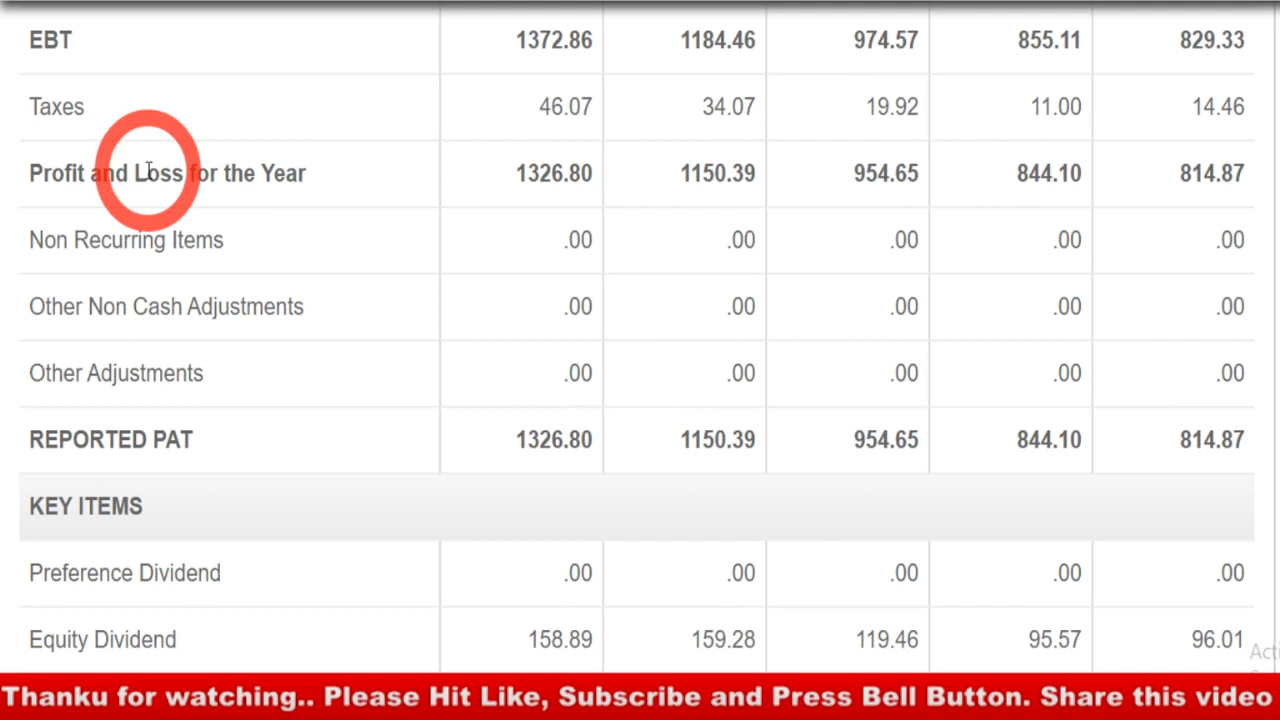 EBT 1372.86 1184.46 974.57 855.11 829.33
Taxes 46.07 34.07 19.92 11.00 14.46
Profit and Loss for the Year 1326.80 1150.39 954.65 844.10 814.87
Non Recurring Items .00 .00 .00 .00 .00
Other Non Cash Adjustments .00 .00 .00 .00 .00
Other Adjustments .00 .00 .00 .00 .00
REPORTED PAT 1326.80 1150.39 954.65 844.10 814.87
KEY ITEMS
Preference Dividend .00 .00 .00 .00 .00
Equity Dividend 158.89 159.28 119.46 95.57 96.01
Acti
Thanku for watching.. Please Hit Like, Subscribe and Press Bell Button. Share this video